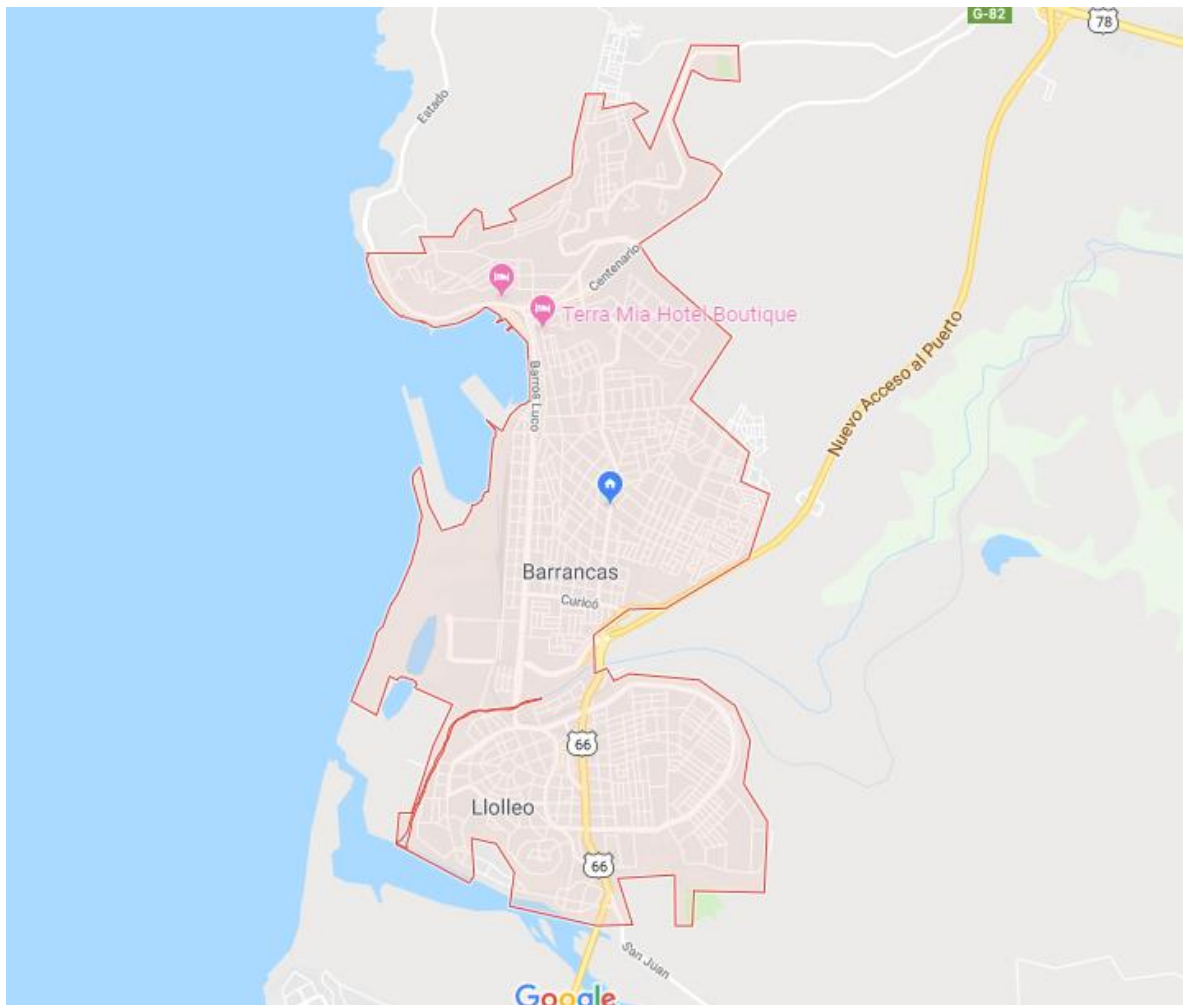 G-82
78
Estado
Centenario
Terra Mia Hotel Boutique
Nuevo Acceso al Puerto
Barros Luco
Barrancas
Curicó
66
Llolleo
66
San Juan
Google